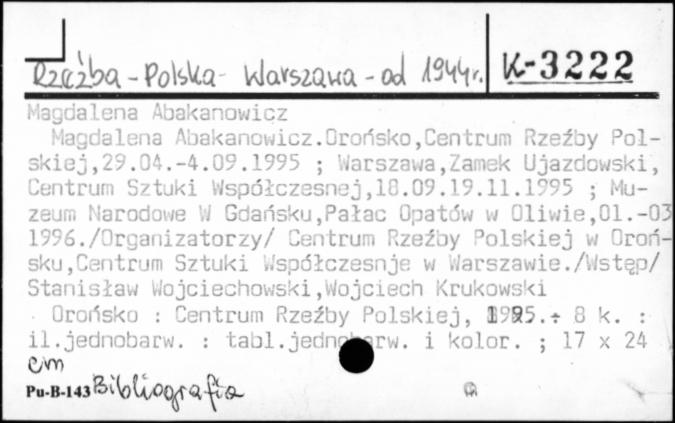 Rzeźba - Polska - Warszawa - od 1944r. K-3222
Magdalena Abakanowicz
Magdalena Abakanowicz.Orońsko,Centrum Rzeźby Pol-
skiej,29.04.-4.09.1995 ; Warszawa,Zamek Ujazdowski,
Centrum Sztuki Współczesnej,18.09.19.11.1995 ; Mu-
zeum Narodowe W Gdańsku,Pałac Opatów w Oliwie,01.-03
1996./Organizatorzy/ Centrum Rzeźby Polskiej w Oroń-
sku,Centrum Sztuki Współczesnje w Warszawie./Wstęp/
Stanisław Wojciechowski,Wojciech Krukowski
Orońsko : Centrum Rzeźby Polskiej, 1995.- 8 k. :
il.jednobarw. : tabl.jednobarw. i kolor. ; 17 x 24
cm
Pu-B-143 Bibliografia